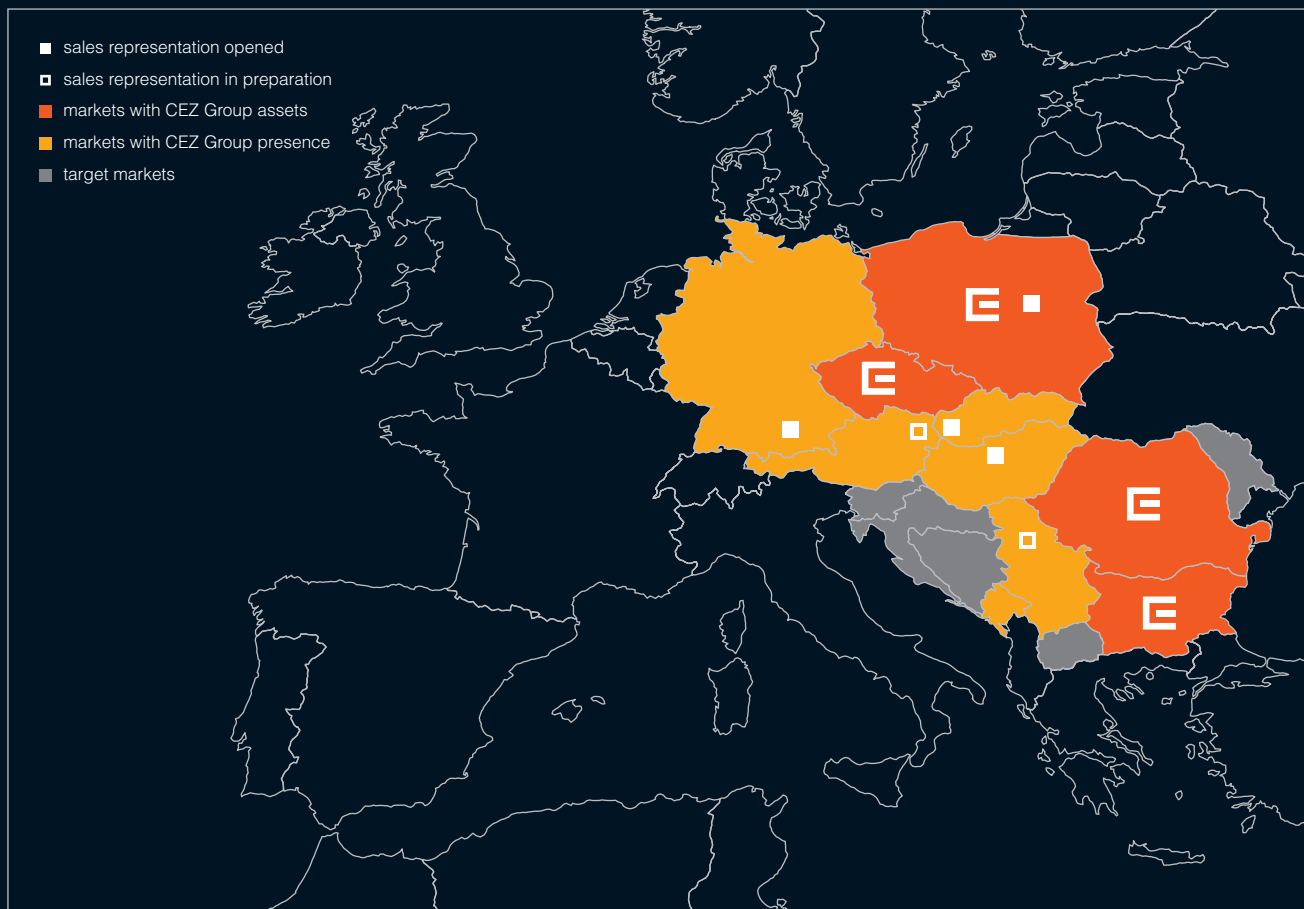 sales representation opened
sales representation in preparation
markets with CEZ Group assets
markets with CEZ Group presence
target markets